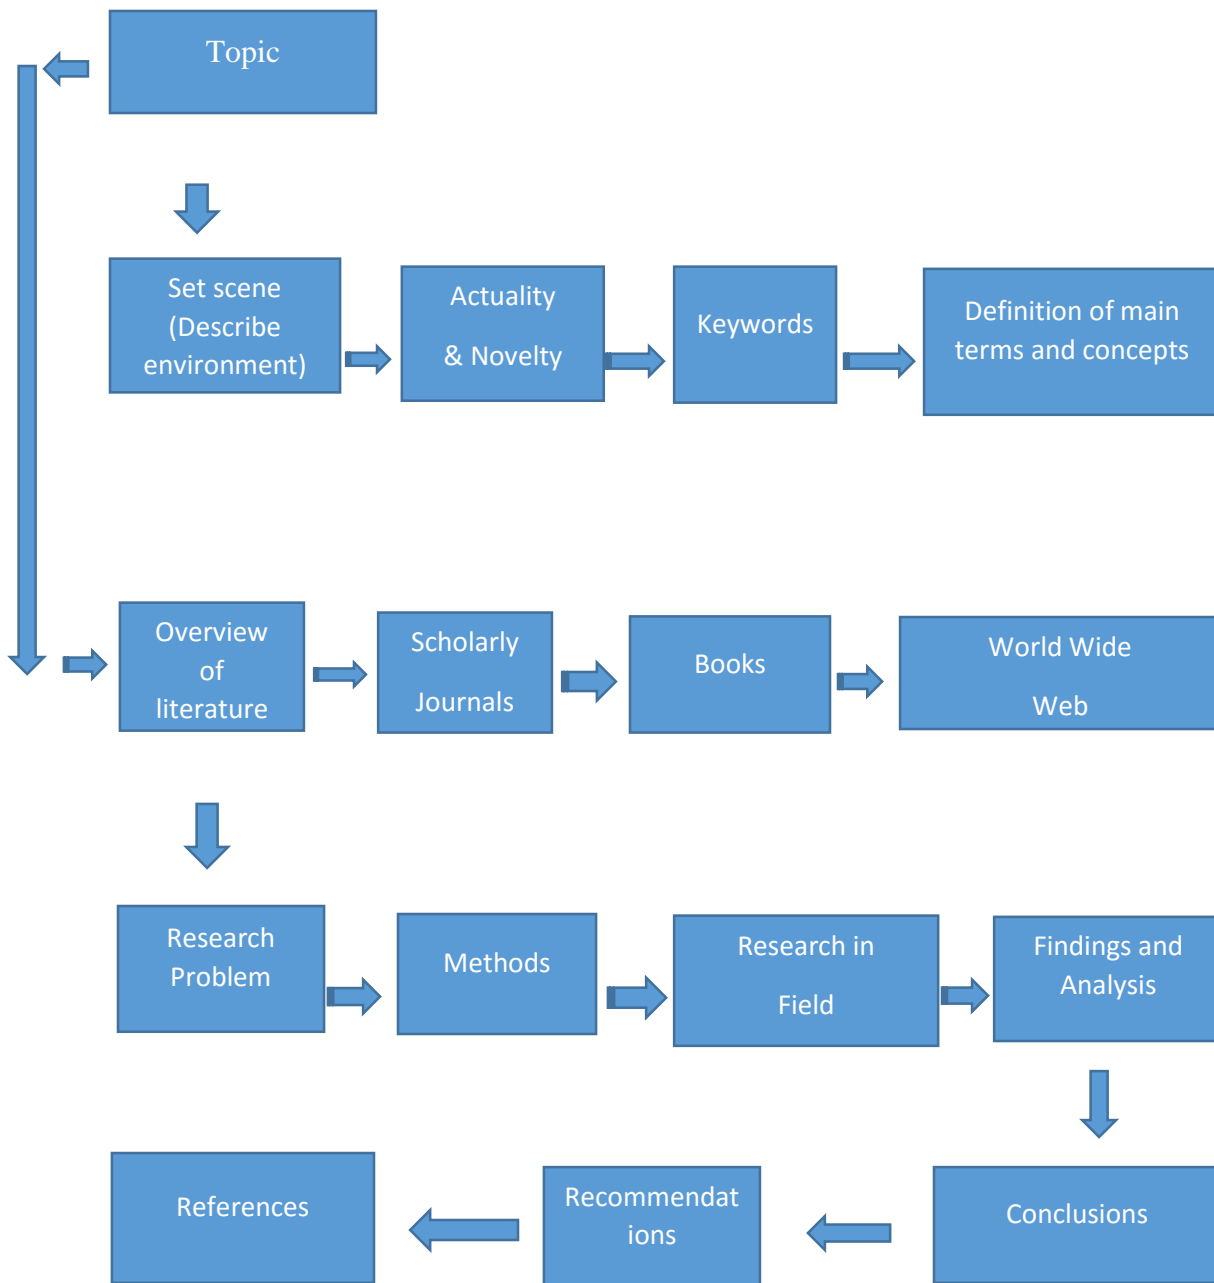 Topic
Set scene
(Describe
environment)
Actuality
& Novelty
Keywords
Definition of main
terms and concepts
Overview
of
literature
Scholarly
Journals
Books
World Wide
Web
Research
Problem
Methods
Research in
Field
Findings and
Analysis
References
Recommendat
ions
Conclusions